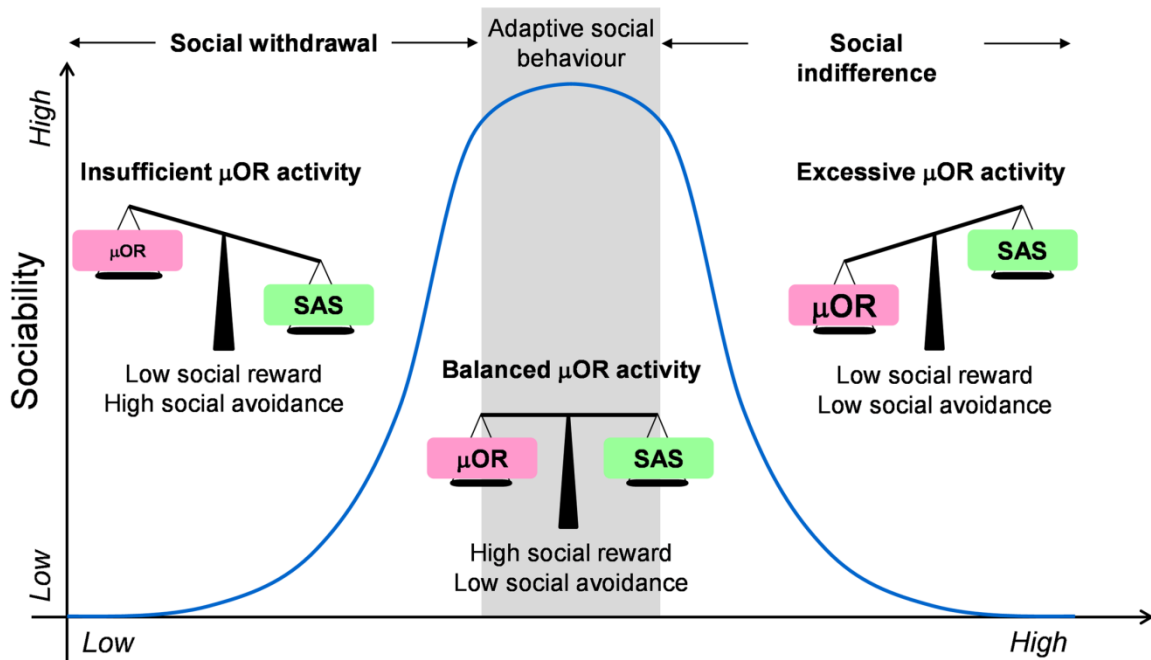 Social withdrawal
Adaptive social
behaviour
Social
indifference
High
Sociability
Low
Insufficient μOR activity
μOR
SAS
Low social reward
High social avoidance
Balanced μOR activity
μOR
SAS
High social reward
Low social avoidance
Excessive μOR activity
SAS
μOR
Low social reward
Low social avoidance
Low
High